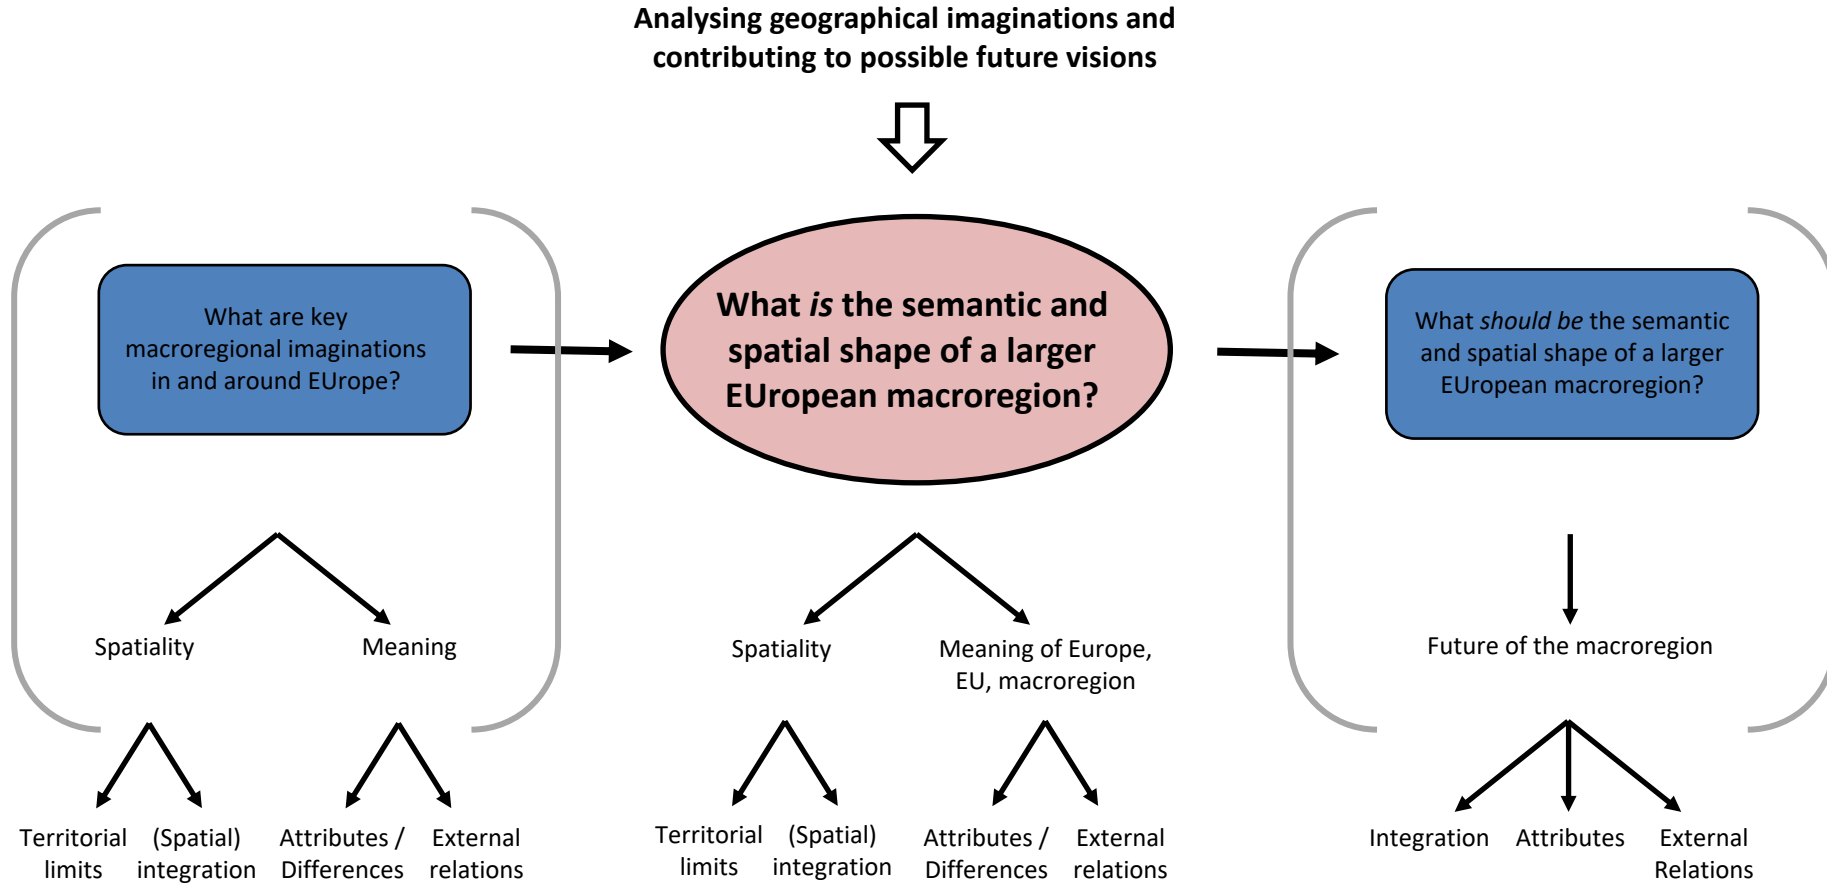 Analysing geographical imaginations and
contributing to possible future visions
What are key
macroregional imaginations
in and around EUrope?
What is the semantic and
spatial shape of a larger
EUropean macroregion?
What should be the semantic
and spatial shape of a larger
EUropean macroregion?
Spatiality
Meaning
Spatiality
Meaning of Europe,
EU, macroregion
Future of the macroregion
Territorial
limits
(Spatial)
integration
Attributes /
Differences
External
relations
Territorial
limits
(Spatial)
integration
Attributes /
Differences
External
relations
Integration
Attributes
External
Relations